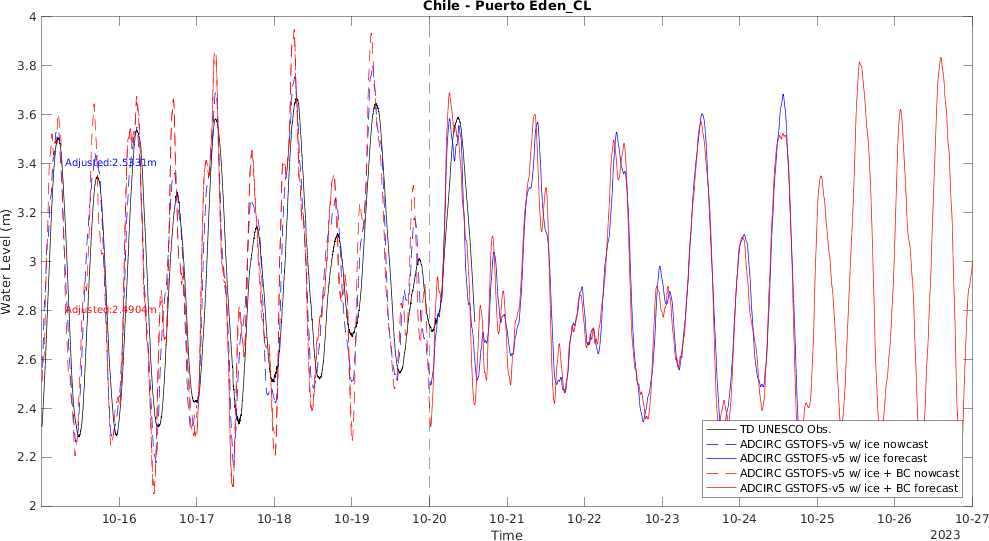 Chile - Puerto Eden_CL
4
3.8
3.6
3.4
3.2
3
2.8
2.6
2.4
2.2
2
Water Level (m)
Adjusted:2.5331m
Adjusted:2.4904m
TD UNESCO Obs.
ADCIRC GSTOFS-v5 w/ ice nowcast
ADCIRC GSTOFS-v5 w/ ice forecast
ADCIRC GSTOFS-v5 w/ ice + BC nowcast
ADCIRC GSTOFS-v5 w/ ice + BC forecast
10-16 10-17 10-18 10-19 10-20 10-21 10-22 10-23 10-24 10-25 10-26 10-27
Time
2023